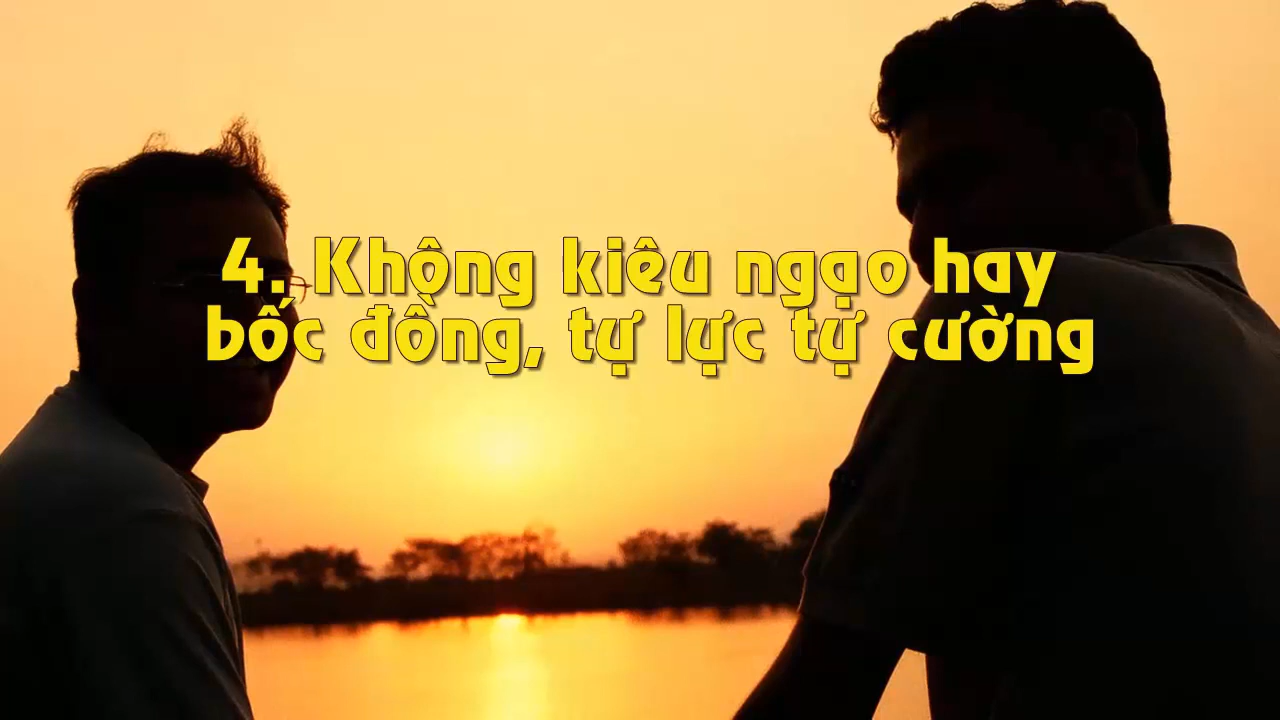 4. Không kiêu ngạo hay
bốc đồng, tự lực tự cường